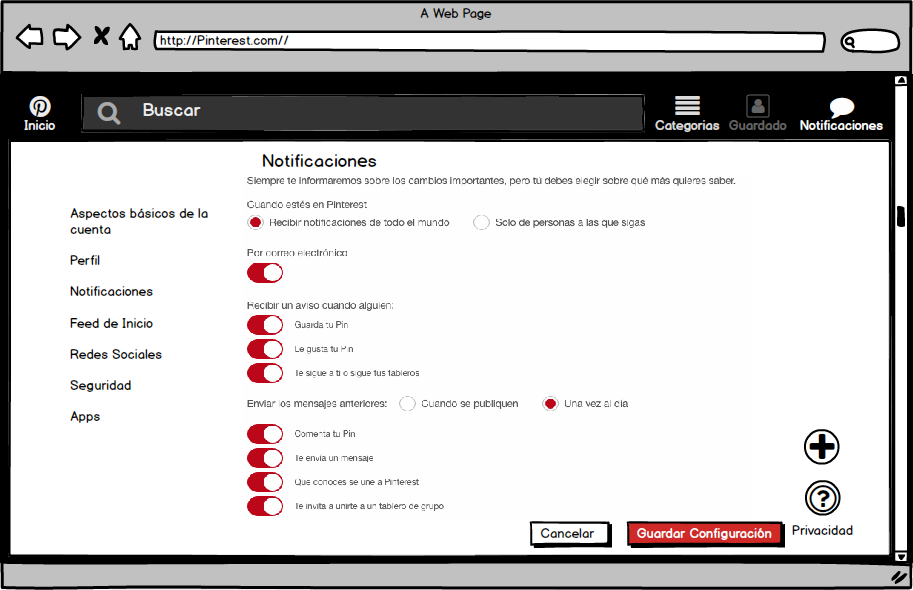 A Web Page
http://Pinterest.com//
Inicio
Buscar
Categorias
Guardado
Notificaciones
Notificaciones
Siempre te informaremos sobre los cambios importantes, pero tú debes elegir sobre qué más quieres saber.
Cuando estés en Pinterest
Recibir notificaciones de todo el mundo
Solo de personas a las que sigas
Por correo electrónico
Recibir un aviso cuando alguien:
Guarda tu Pin
Le gusta tu Pin
Te sigue a ti o sigue tus tableros
Enviar los mensajes anteriores:
Cuando se publiquen
Una vez al día
Comenta tu Pin
Te envía un mensaje
Que conoces se une a Pinterest
Te invita a unirte a un tablero de grupo
Aspectos básicos de la
cuenta
Perfil
Notificaciones
Feed de Inicio
Redes Sociales
Seguridad
Apps
Cancelar
Guardar Configuración
?
Privacidad